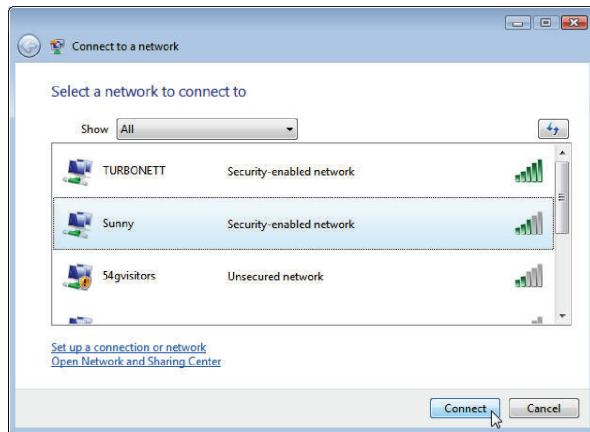 Connect to a network
Select a network to connect to
Show All
TURBONETT Security-enabled network
Sunny Security-enabled network
54gvisitors Unsecured network
Set up a connection or network
Open Network and Sharing Center
Connect Cancel